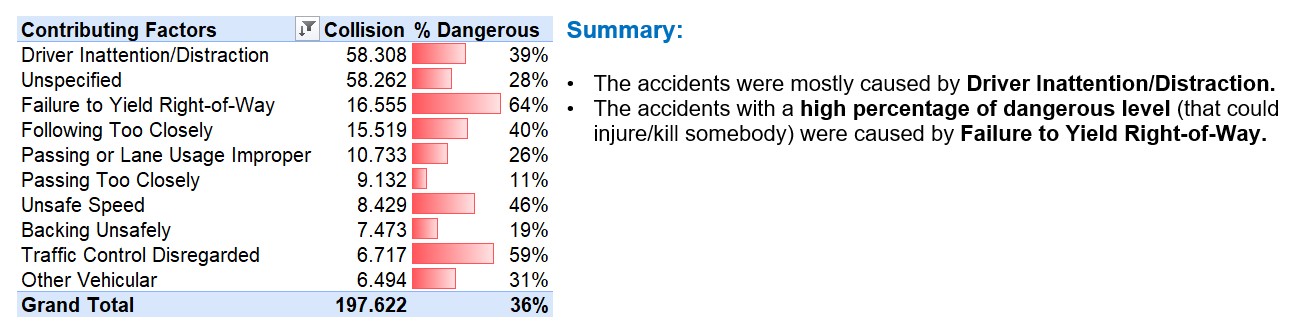 Contributing Factors Collision % Dangerous
Driver Inattention/Distraction 58.308 39%
Unspecified 58.262 28%
Failure to Yield Right-of-Way 16.555 64%
Following Too Closely 15.519 40%
Passing or Lane Usage Improper 10.733 26%
Passing Too Closely 9.132 11%
Unsafe Speed 8.429 46%
Backing Unsafely 7.473 19%
Traffic Control Disregarded 6.717 59%
Other Vehicular 6.494 31%
Grand Total 197.622 36%
Summary:
• The accidents were mostly caused by Driver Inattention/Distraction.
• The accidents with a high percentage of dangerous level (that could
injure/kill somebody) were caused by Failure to Yield Right-of-Way.